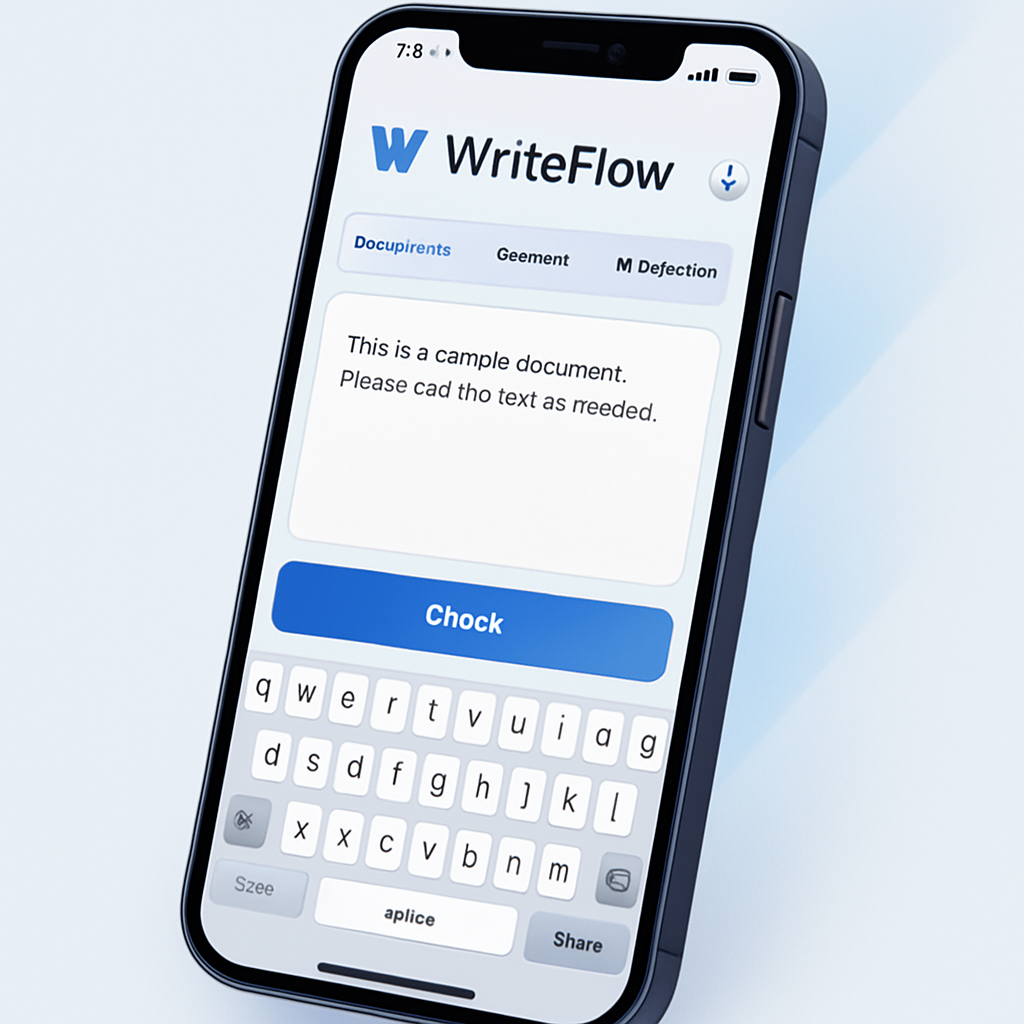 7:8
W WriteFlow
Docupirents Geement M Defection
This is a cample document.
Please cad tho text as rreeded.
Chock
q w e r t v u i a g
d s d f g h ] k l
x x c v b n m
Szee aplice Share